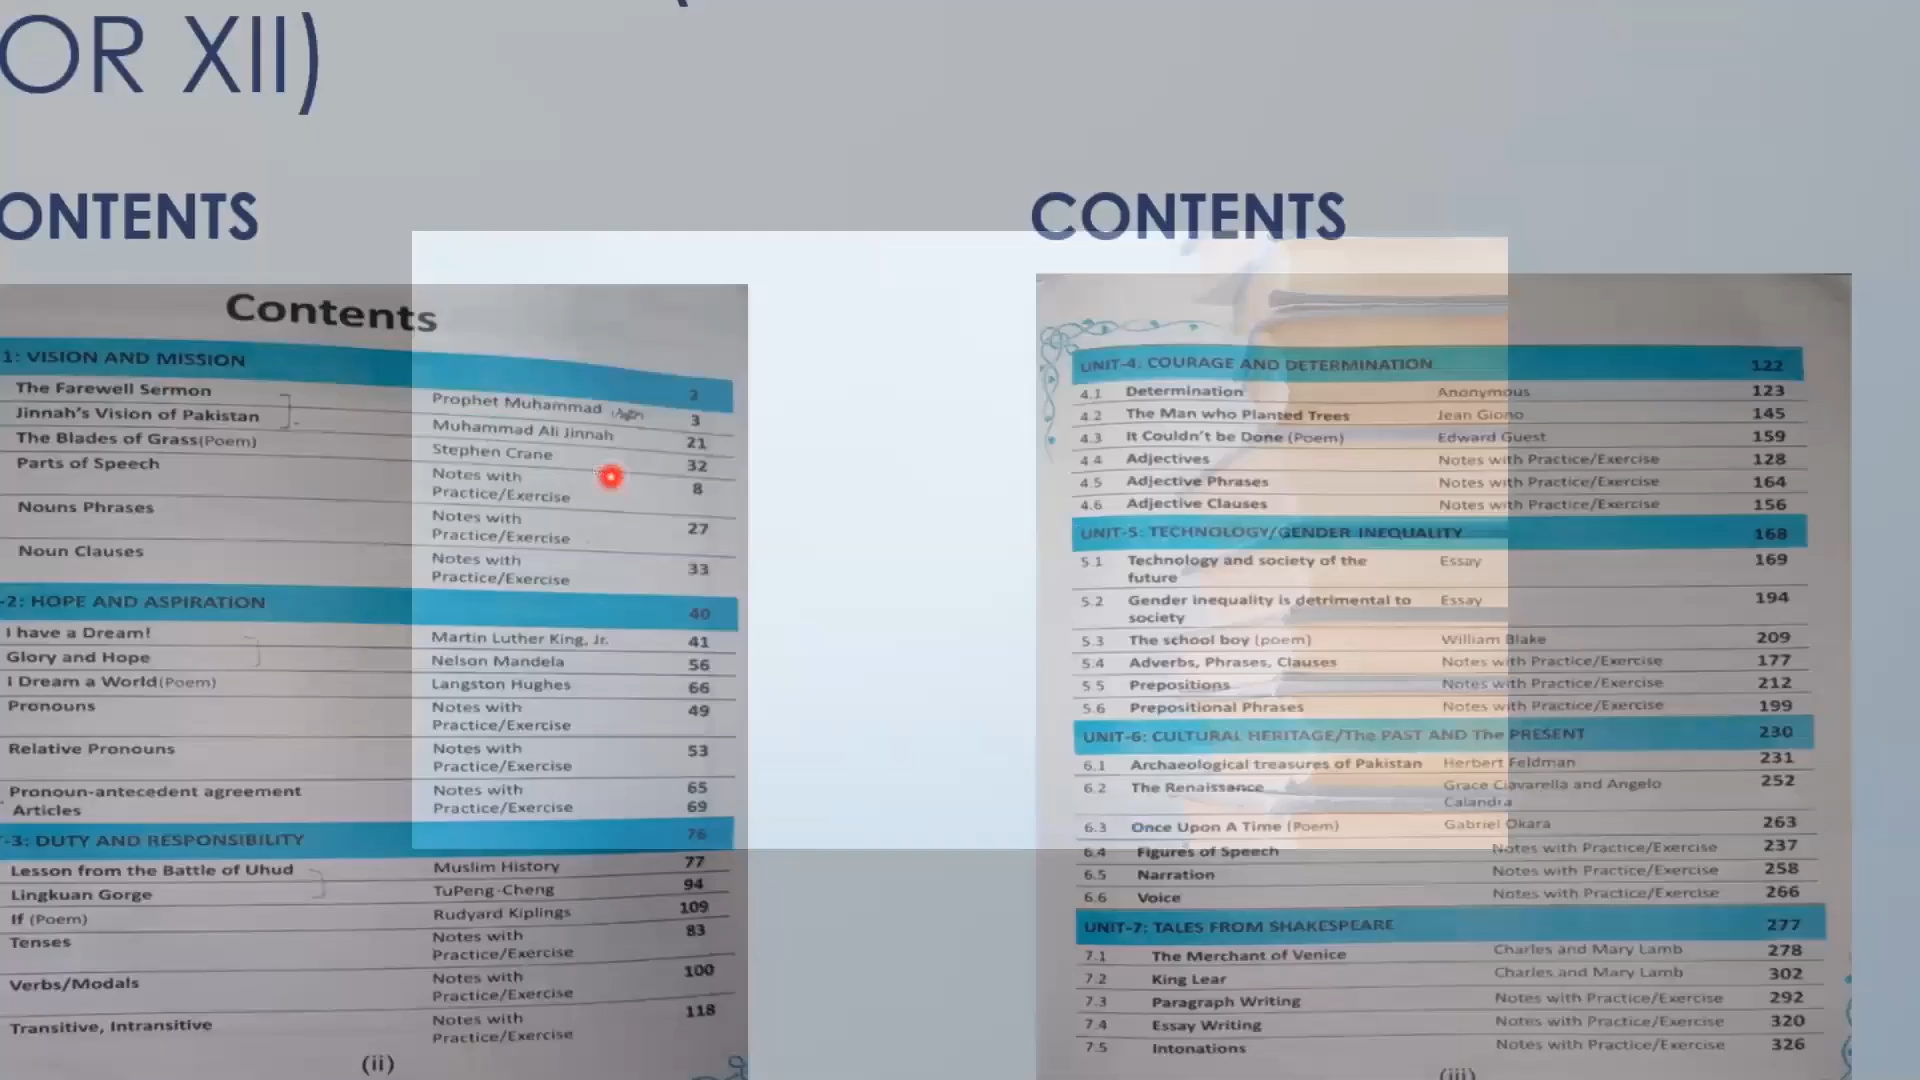 OR XII)
ONTENTS
Contents
1: VISION AND MISSION 2
The Farewell Sermon Prophet Muhammad 3
Jinnah's Vision of Pakistan Muhammad Ali Jinnah 21
The Blades of Grass(Poem) Stephen Crane 32
Parts of Speech Notes with 8
Practice/Exercise
Nouns Phrases Notes with 27
Practice/Exercise
Noun Clauses Notes with 33
Practice/Exercise
-2: HOPE AND ASPIRATION 40
I have a Dream! Martin Luther King, Jr. 41
Glory and Hope Nelson Mandela 56
I Dream a World(Poem) Langston Hughes 66
Pronouns Notes with 49
Practice/Exercise
Relative Pronouns Notes with 53
Practice/Exercise
Pronoun-antecedent agreement Notes with 65
Articles Practice/Exercise 69
-3: DUTY AND RESPONSIBILITY 76
Lesson from the Battle of Uhud Muslim History 77
Lingkuan Gorge TuPeng-Cheng 94
If (Poem) Rudyard Kiplings 109
Tenses Notes with 83
Practice/Exercise
Verbs/Modals Notes with 100
Practice/Exercise
Transitive, Intransitive Notes with 118
Practice/Exercise
(ii)
CONTENTS
UNIT-4: COURAGE AND DETERMINATION 122
4.1 Determination Anonymous 123
4.2 The Man who Planted Trees Jean Giono 145
4.3 It Couldn't be Done (Poem) Edward Guest 159
4.4 Adjectives Notes with Practice/Exercise 128
4.5 Adjective Phrases Notes with Practice/Exercise 164
4.6 Adjective Clauses Notes with Practice/Exercise 156
UNIT-5: TECHNOLOGY/GENDER INEQUALITY 168
5.1 Technology and society of the Essay 169
future
5.2 Gender inequality is detrimental to Essay 194
society
5.3 The school boy (poem) William Blake 209
5.4 Adverbs, Phrases, Clauses Notes with Practice/Exercise 177
5.5 Prepositions Notes with Practice/Exercise 212
5.6 Prepositional Phrases Notes with Practice/Exercise 199
UNIT-6: CULTURAL HERITAGE/The PAST AND The PRESENT 230
6.1 Archaeological treasures of Pakistan Herbert Feldman 231
6.2 The Renaissance Grace Ciavarella and Angelo 252
Calandra
6.3 Once Upon A Time (Poem) Gabriel Okara 263
6.4 Figures of Speech Notes with Practice/Exercise 237
6.5 Narration Notes with Practice/Exercise 258
6.6 Voice Notes with Practice/Exercise 266
UNIT-7: TALES FROM SHAKESPEARE 277
7.1 The Merchant of Venice Charles and Mary Lamb 278
7.2 King Lear Charles and Mary Lamb 302
7.3 Paragraph Writing Notes with Practice/Exercise 292
7.4 Essay Writing Notes with Practice/Exercise 320
7.5 Intonations Notes with Practice/Exercise 326
(iii)